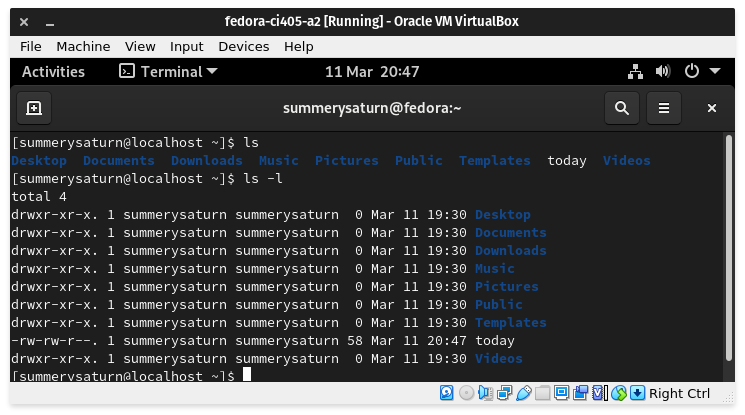 fedora-ci405-a2 [Running] - Oracle VM VirtualBox
File Machine View Input Devices Help
Activities Terminal 11 Mar 20:47
summerysaturn@fedora:~
[summerysaturn@localhost ~]$ ls
Desktop Documents Downloads Music Pictures Public Templates today Videos
[summerysaturn@localhost ~]$ ls -l
total 4
drwxr-xr-x. 1 summerysaturn summerysaturn  0 Mar 11 19:30 Desktop
drwxr-xr-x. 1 summerysaturn summerysaturn  0 Mar 11 19:30 Documents
drwxr-xr-x. 1 summerysaturn summerysaturn  0 Mar 11 19:30 Downloads
drwxr-xr-x. 1 summerysaturn summerysaturn  0 Mar 11 19:30 Music
drwxr-xr-x. 1 summerysaturn summerysaturn  0 Mar 11 19:30 Pictures
drwxr-xr-x. 1 summerysaturn summerysaturn  0 Mar 11 19:30 Public
drwxr-xr-x. 1 summerysaturn summerysaturn  0 Mar 11 19:30 Templates
-rw-rw-r--. 1 summerysaturn summerysaturn 58 Mar 11 20:47 today
drwxr-xr-x. 1 summerysaturn summerysaturn  0 Mar 11 19:30 Videos
[summerysaturn@localhost ~]$
Right Ctrl